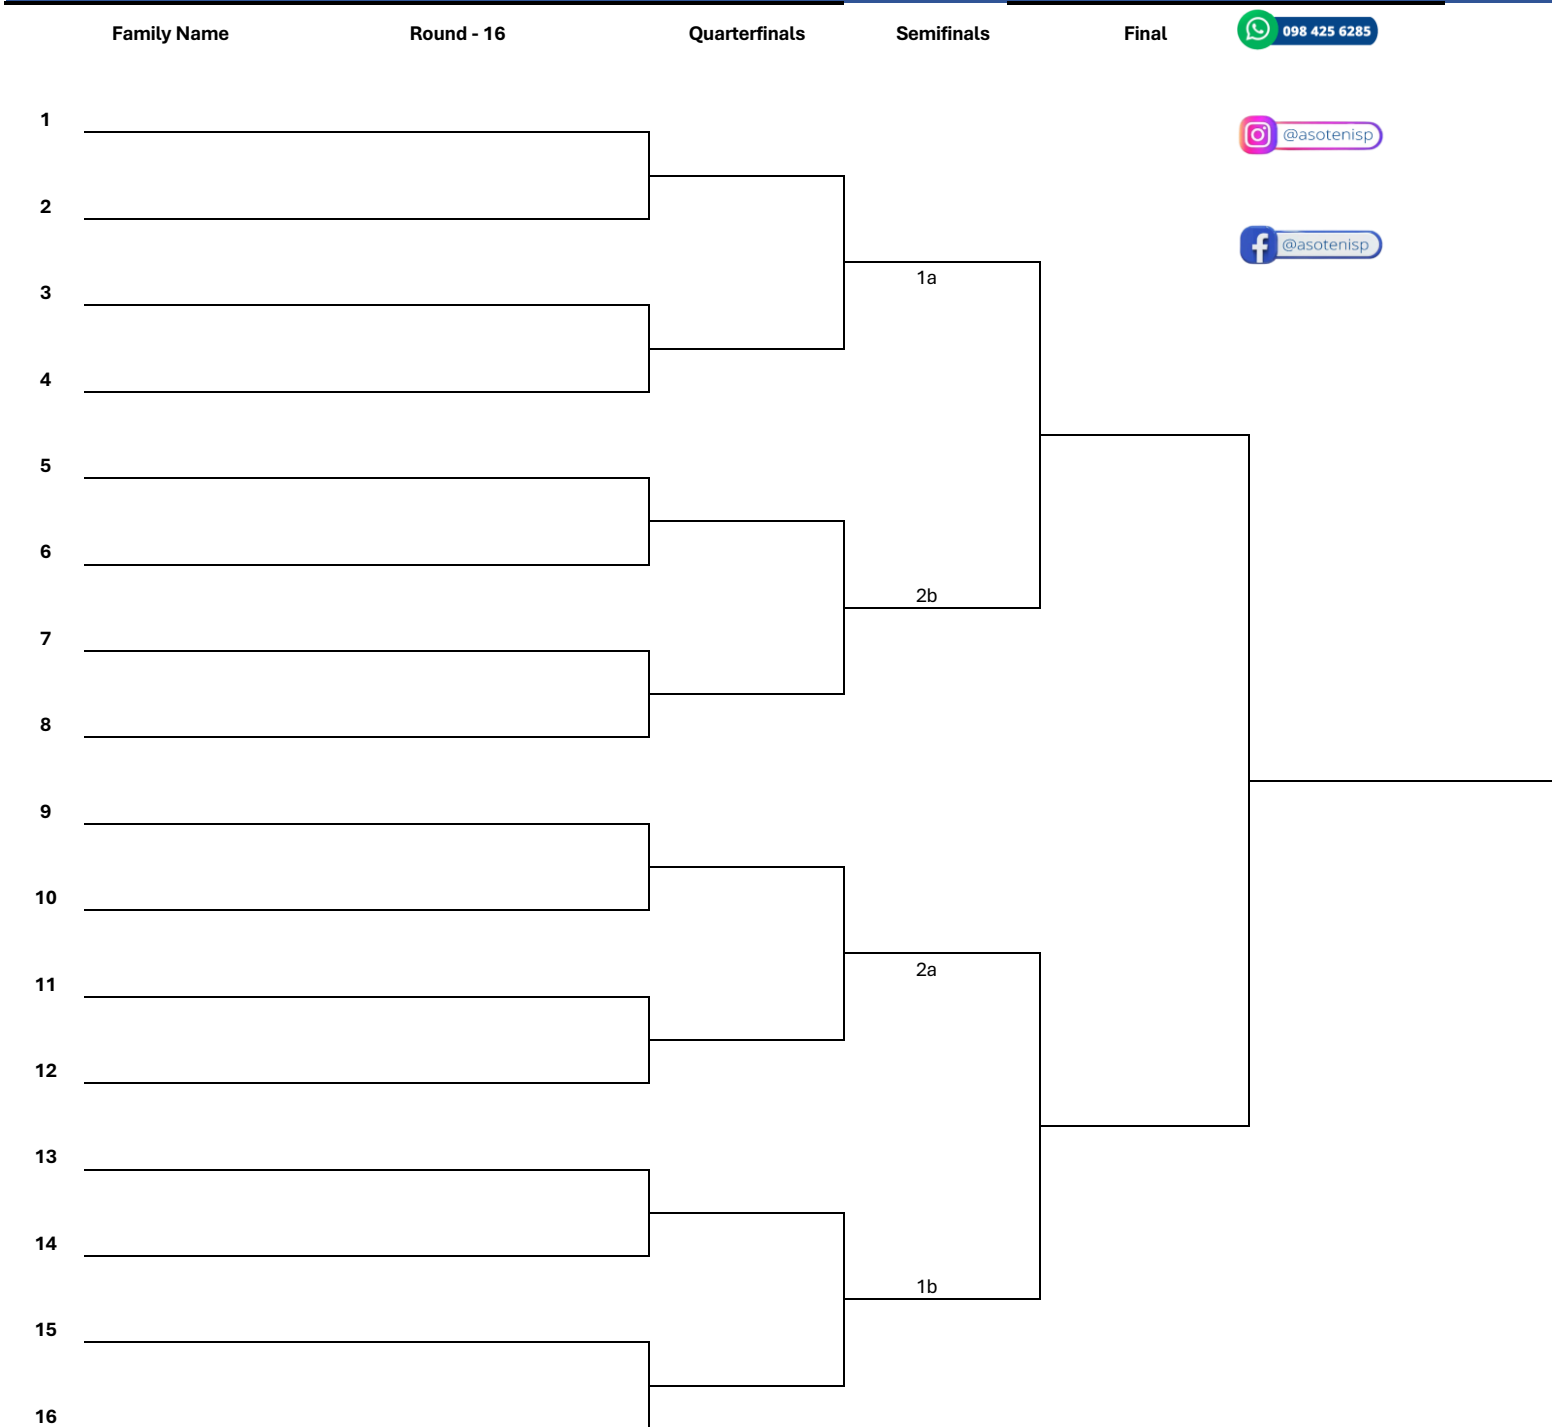 Family Name Round - 16 Quarterfinals Semifinals Final 098 425 6285
1
@asotenisp
2
@asotenisp
1a
3
4
5
6
2b
7
8
9
10
2a
11
12
13
14
1b
15
16